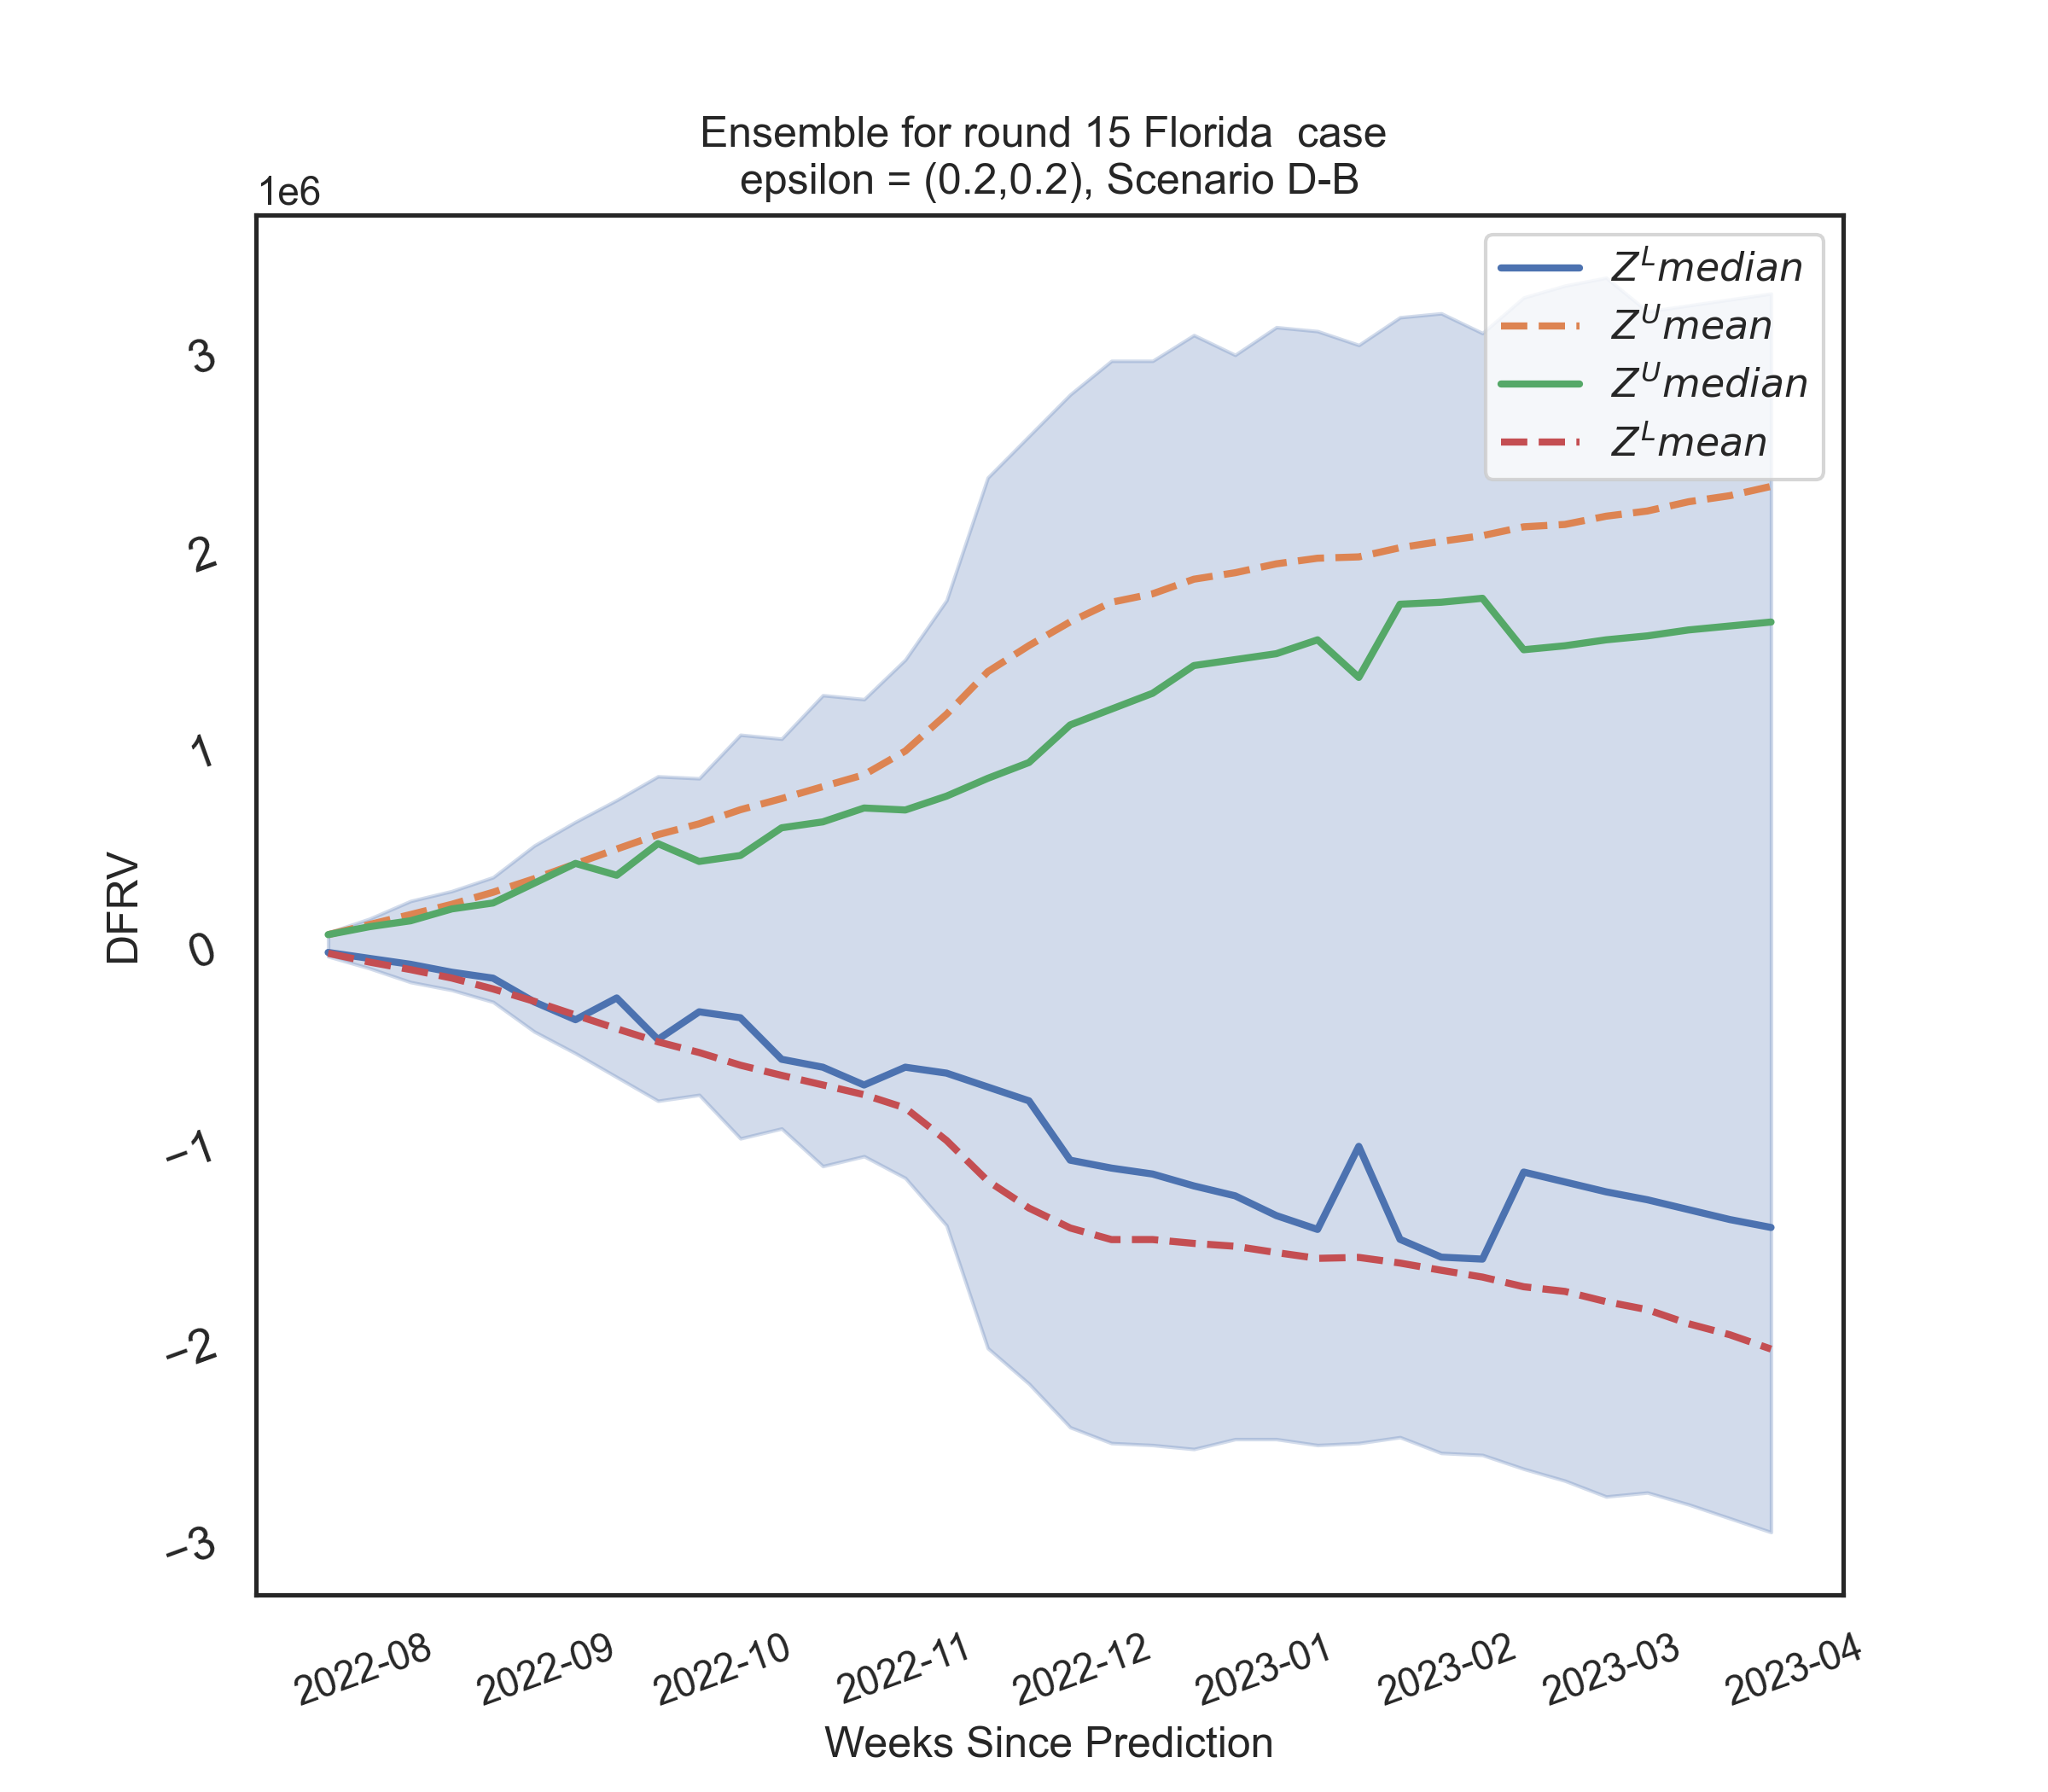 Ensemble for round 15 Florida  case
epsilon = (0.2,0.2), Scenario D-B
1e6
Z^L median
Z^U mean
Z^U median
Z^L mean
3
2
1
0
−1
−2
−3
DFRV
2022-08
2022-09
2022-10
2022-11
2022-12
2023-01
2023-02
2023-03
2023-04
Weeks Since Prediction